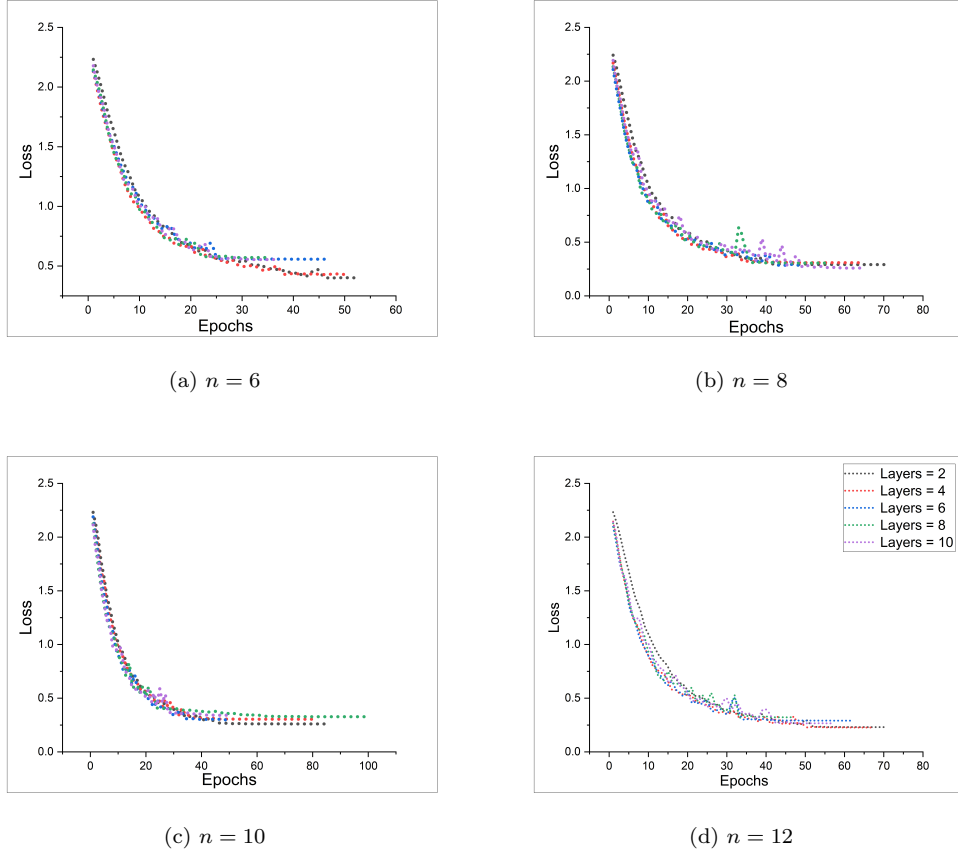 2.5
2.0
1.5
1.0
0.5
Loss
0 10 20 30 40 50 60
Epochs
(a) n = 6
2.5
2.0
1.5
1.0
0.5
0.0
Loss
0 10 20 30 40 50 60 70 80
Epochs
(b) n = 8
2.5
2.0
1.5
1.0
0.5
0.0
Loss
0 20 40 60 80 100
Epochs
(c) n = 10
2.5
2.0
1.5
1.0
0.5
0.0
Loss
0 10 20 30 40 50 60 70 80
Epochs
Layers = 2
Layers = 4
Layers = 6
Layers = 8
Layers = 10
(d) n = 12